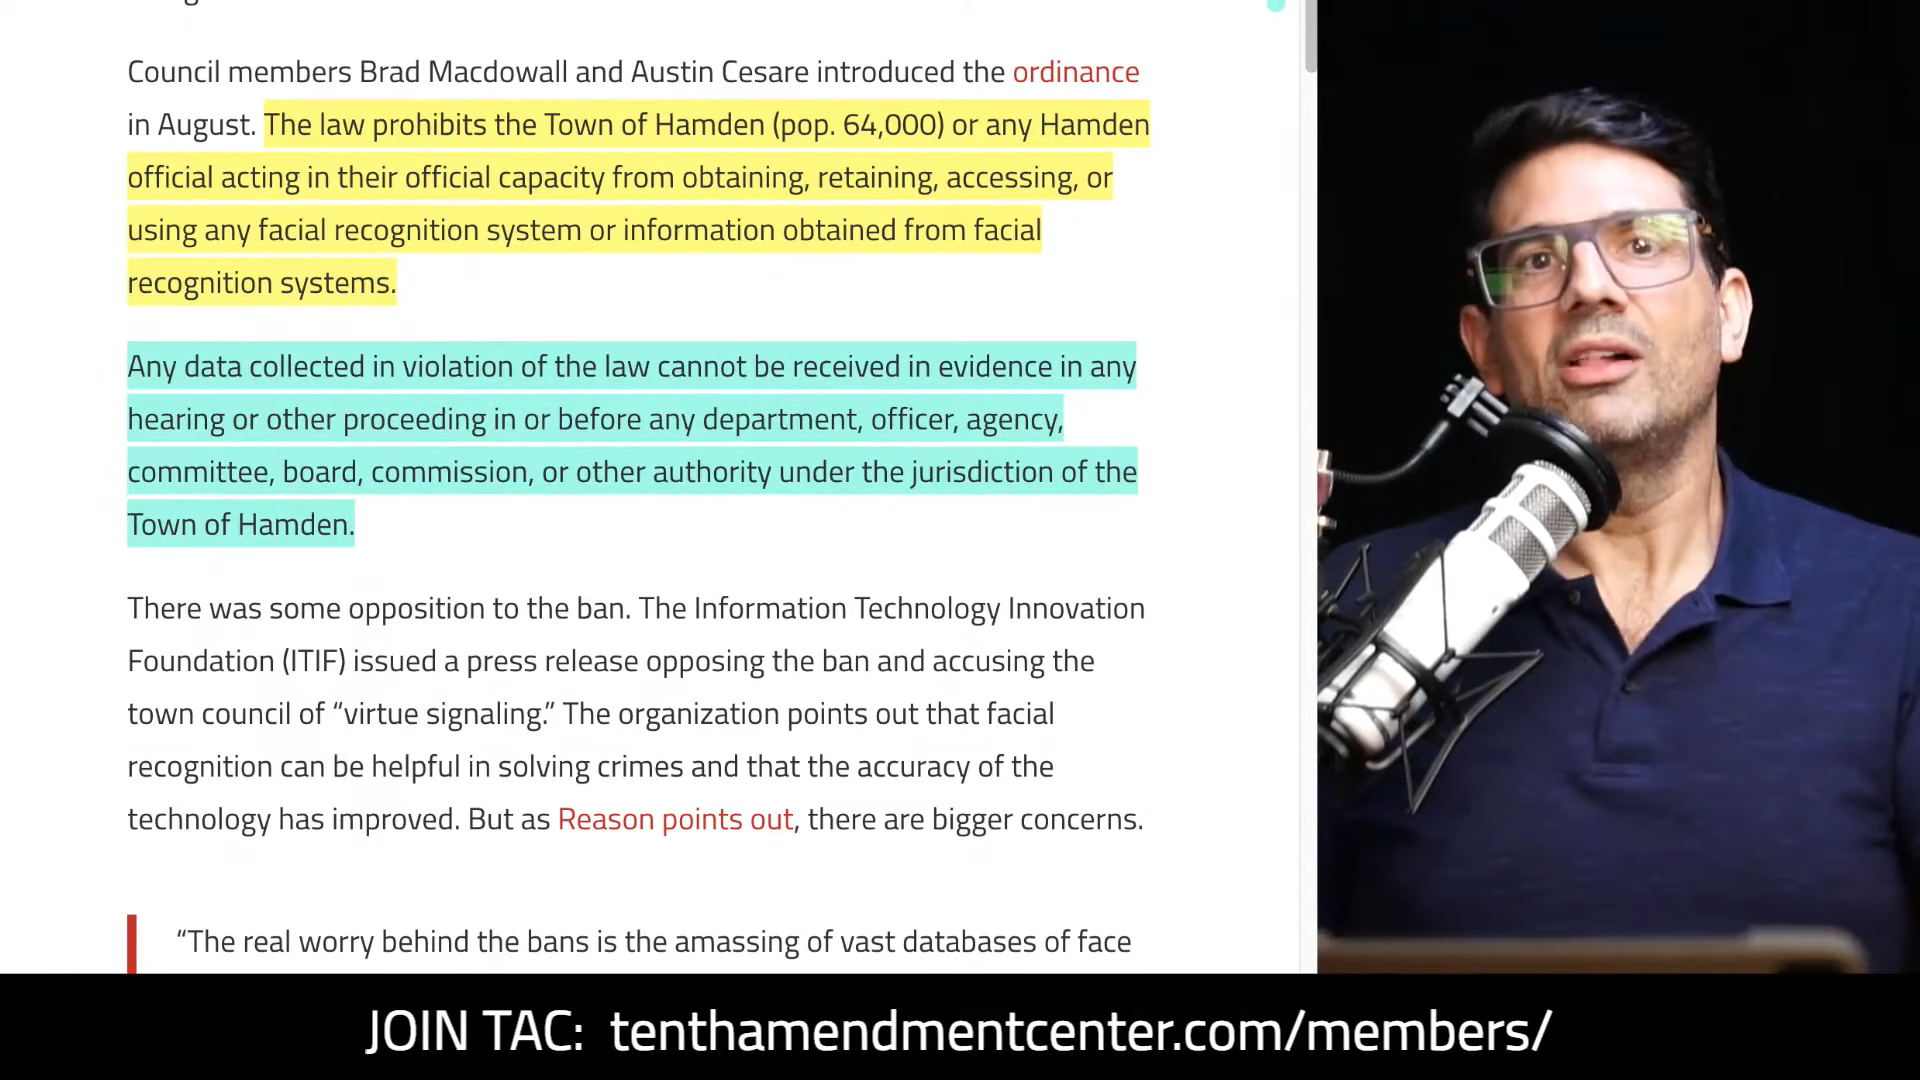 Council members Brad Macdowall and Austin Cesare introduced the ordinance
in August. The law prohibits the Town of Hamden (pop. 64,000) or any Hamden
official acting in their official capacity from obtaining, retaining, accessing, or
using any facial recognition system or information obtained from facial
recognition systems.
Any data collected in violation of the law cannot be received in evidence in any
hearing or other proceeding in or before any department, officer, agency,
committee, board, commission, or other authority under the jurisdiction of the
Town of Hamden.
There was some opposition to the ban. The Information Technology Innovation
Foundation (ITIF) issued a press release opposing the ban and accusing the
town council of “virtue signaling.” The organization points out that facial
recognition can be helpful in solving crimes and that the accuracy of the
technology has improved. But as Reason points out, there are bigger concerns.
“The real worry behind the bans is the amassing of vast databases of face
JOIN TAC: tenthamendmentcenter.com/members/